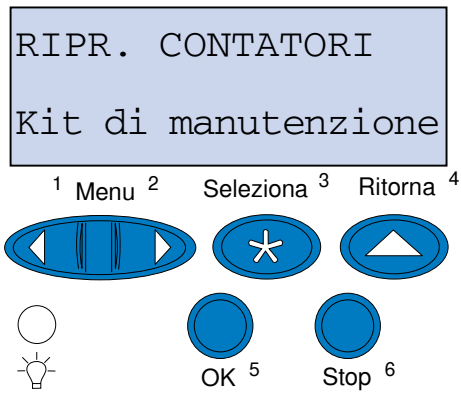 RIPR. CONTATORI
Kit di manutenzione
1 Menu 2 Seleziona 3 Ritorna 4
OK 5 Stop 6